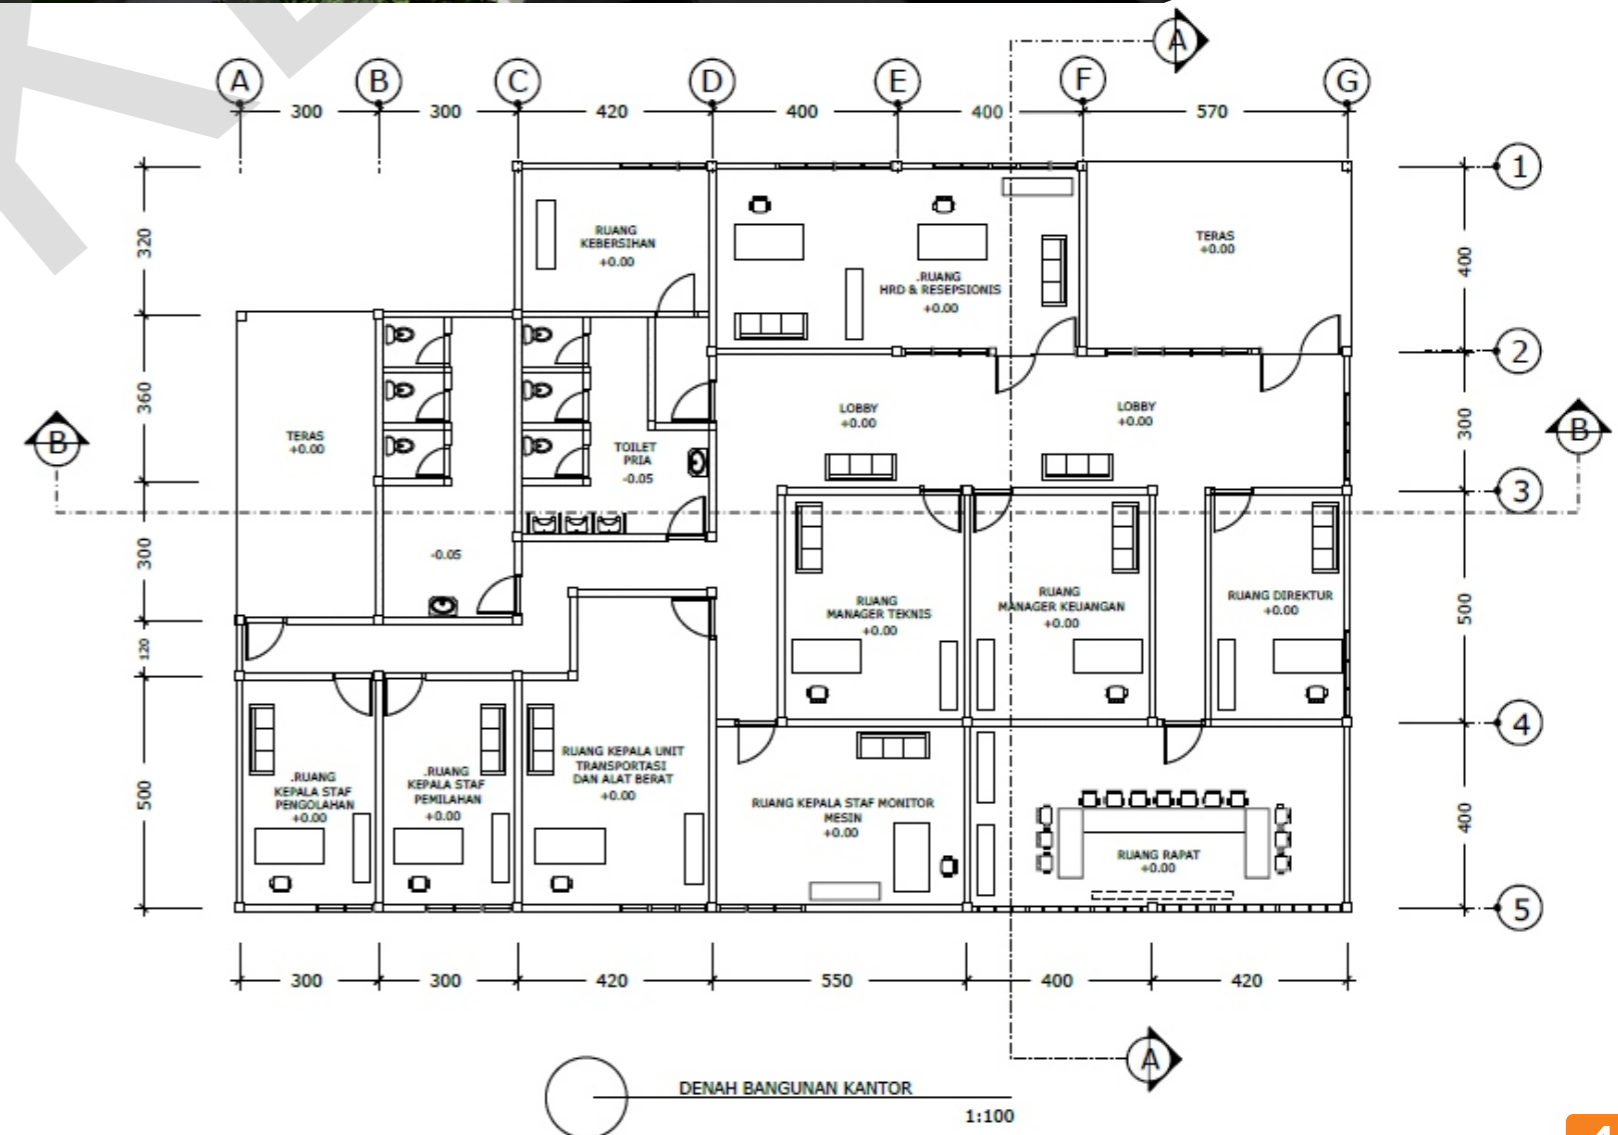 A
A B C D E F G
300 300 420 400 400 570
1
2
3
4
5
320
360
300
120
500
400
300
500
400
B
B
RUANG
KEBERSIHAN
+0.00
.RUANG
HRD & RESEPSIONIS
+0.00
TERAS
+0.00
TERAS
+0.00
TOILET
PRIA
-0.05
LOBBY
+0.00
LOBBY
+0.00
-0.05
RUANG
MANAGER TEKNIS
+0.00
RUANG
MANAGER KEUANGAN
+0.00
RUANG DIREKTUR
+0.00
.RUANG
KEPALA STAF
PENGOLAHAN
+0.00
.RUANG
KEPALA STAF
PEMILAHAN
+0.00
RUANG KEPALA UNIT
TRANSPORTASI
DAN ALAT BERAT
+0.00
RUANG KEPALA STAF MONITOR
MESIN
+0.00
RUANG RAPAT
+0.00
300 300 420 550 400 420
A
DENAH BANGUNAN KANTOR
1:100